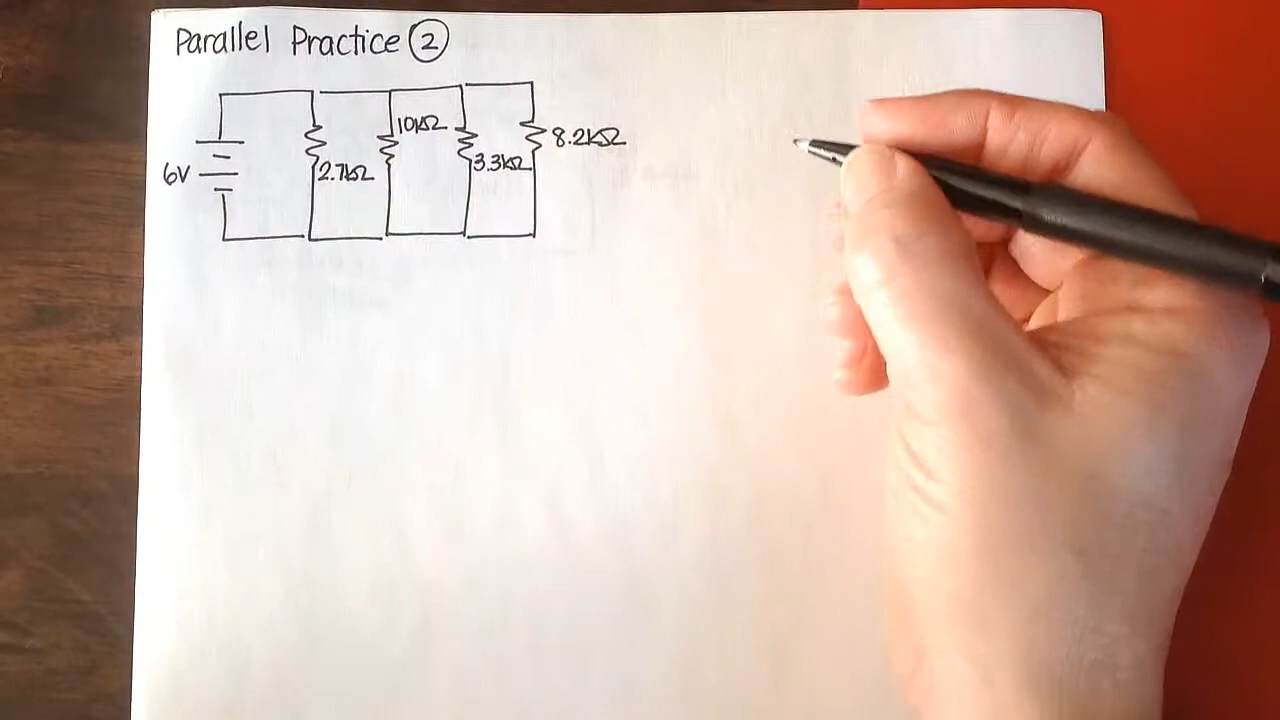 Parallel Practice ②
10kΩ
8.2kΩ
6V
2.7kΩ
3.3kΩ